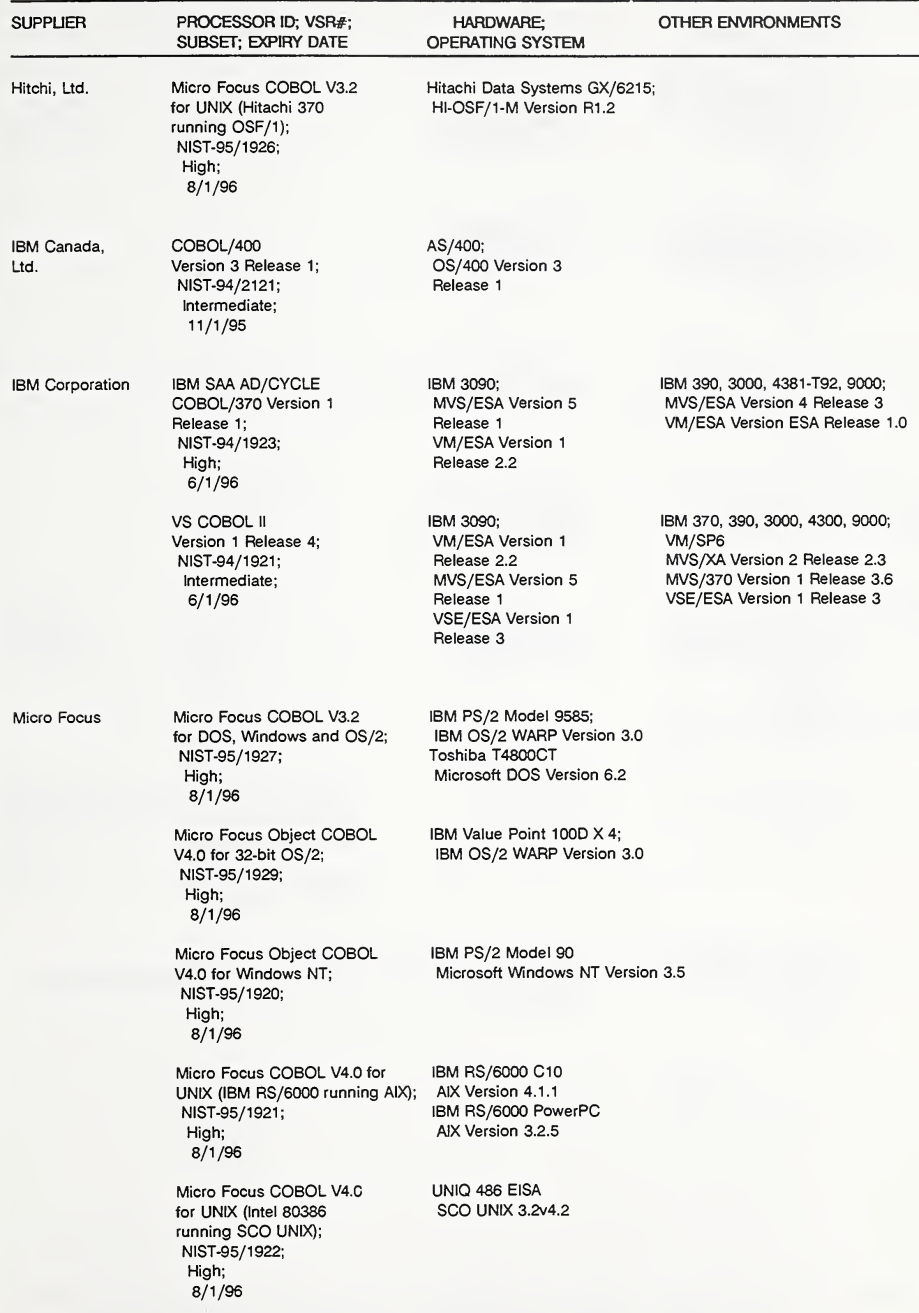 SUPPLIER PROCESSOR ID; VSR#; HARDWARE; OTHER ENVIRONMENTS
SUBSET; EXPIRY DATE OPERATING SYSTEM
Hitchi, Ltd. Micro Focus COBOL V3.2 Hitachi Data Systems GX/6215;
for UNIX (Hitachi 370 HI-OSF/1-M Version R1.2
running OSF/1);
NIST-95/1926;
High;
8/1/96
IBM Canada, COBOL/400 AS/400;
Ltd. Version 3 Release 1; OS/400 Version 3
NIST-94/2121; Release 1
Intermediate;
11/1/95
IBM Corporation IBM SAA AD/CYCLE IBM 3090; IBM 390, 3000, 4381-T92, 9000;
COBOL/370 Version 1 MVS/ESA Version 5 MVS/ESA Version 4 Release 3
Release 1; Release 1 VM/ESA Version ESA Release 1.0
NIST-94/1923; VM/ESA Version 1
High; Release 2.2
6/1/96
VS COBOL II IBM 3090; IBM 370, 390, 3000, 4300, 9000;
Version 1 Release 4; VM/ESA Version 1 VM/SP6
NIST-94/1921; Release 2.2 MVS/XA Version 2 Release 2.3
Intermediate; MVS/ESA Version 5 MVS/370 Version 1 Release 3.6
6/1/96 Release 1 VSE/ESA Version 1 Release 3
VSE/ESA Version 1
Release 3
Micro Focus Micro Focus COBOL V3.2 IBM PS/2 Model 9585;
for DOS, Windows and OS/2; IBM OS/2 WARP Version 3.0
NIST-95/1927; Toshiba T4800CT
High; Microsoft DOS Version 6.2
8/1/96
Micro Focus Object COBOL IBM Value Point 100D X 4;
V4.0 for 32-bit OS/2; IBM OS/2 WARP Version 3.0
NIST-95/1929;
High;
8/1/96
Micro Focus Object COBOL IBM PS/2 Model 90
V4.0 for Windows NT; Microsoft Windows NT Version 3.5
NIST-95/1920;
High;
8/1/96
Micro Focus COBOL V4.0 for IBM RS/6000 C10
UNIX (IBM RS/6000 running AIX); AIX Version 4.1.1
NIST-95/1921; IBM RS/6000 PowerPC
High; AIX Version 3.2.5
8/1/96
Micro Focus COBOL V4.0 UNIQ 486 EISA
for UNIX (Intel 80386 SCO UNIX 3.2v4.2
running SCO UNIX);
NIST-95/1922;
High;
8/1/96